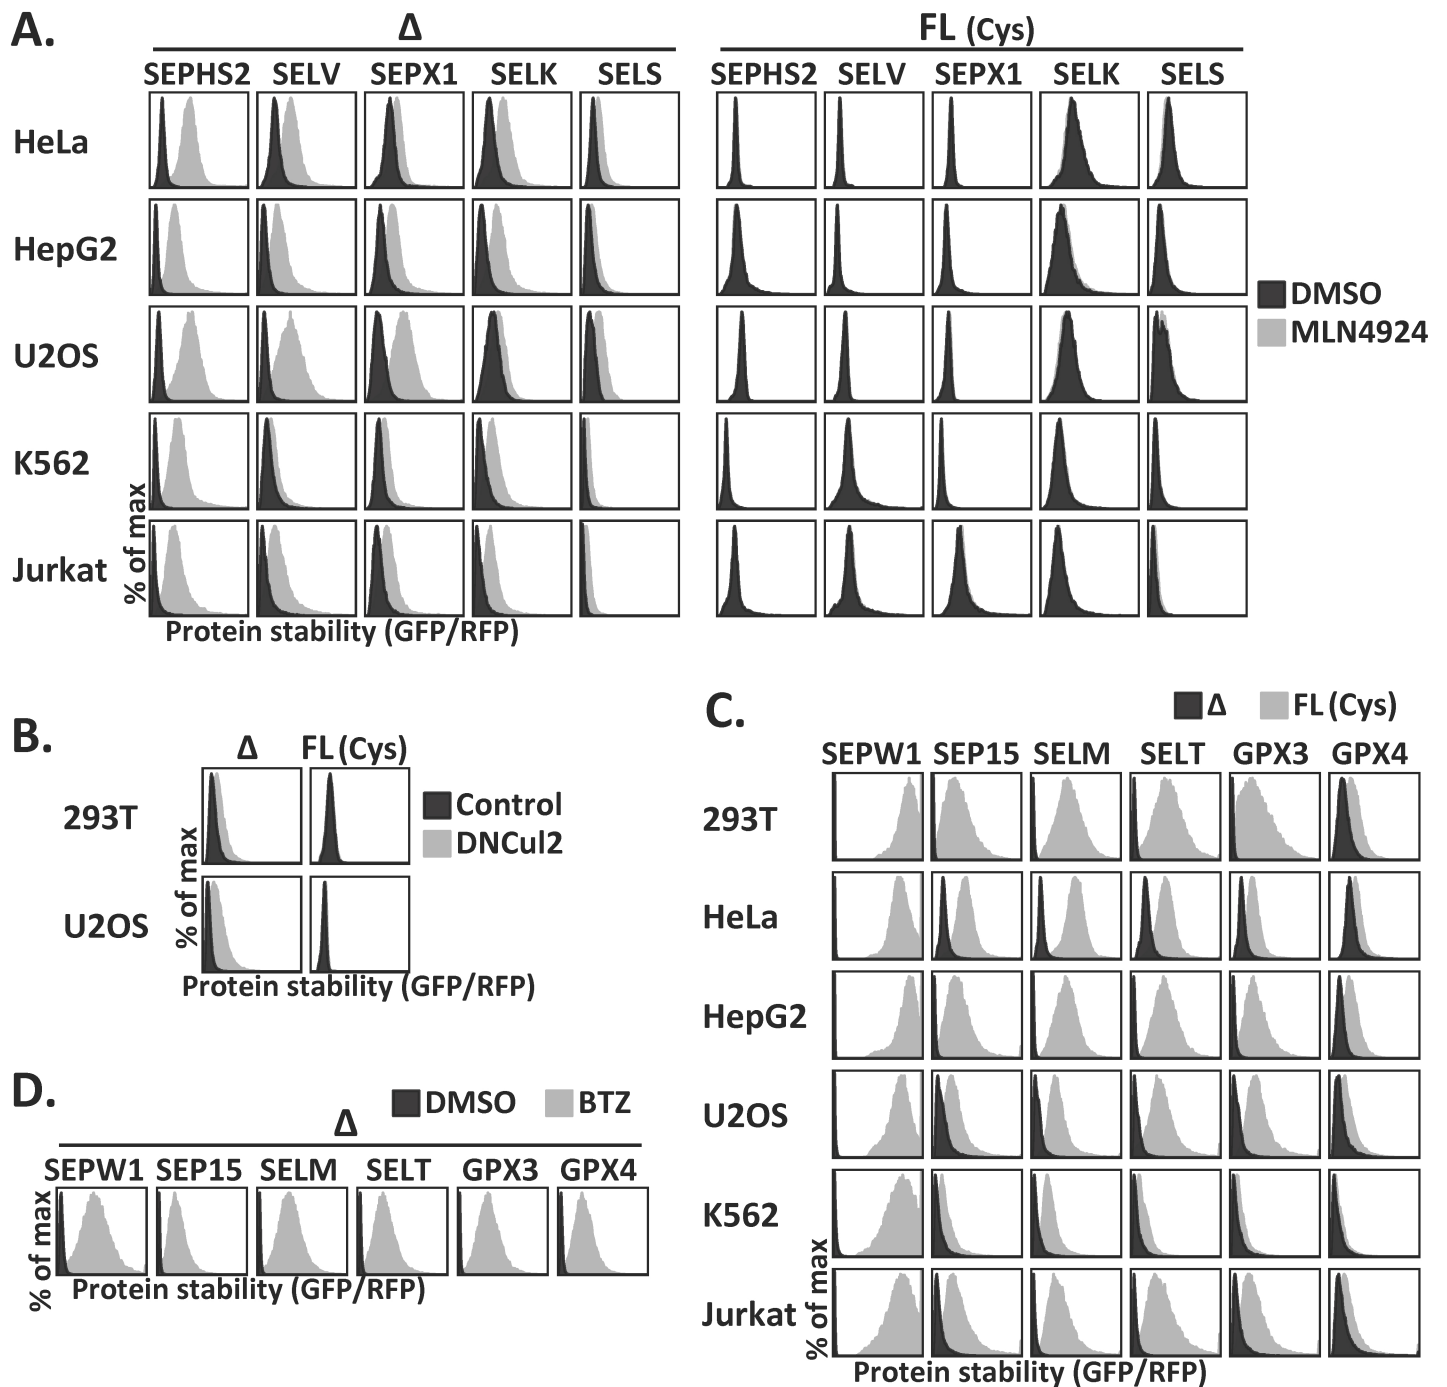 A.
Δ
FL (Cys)
SEPHS2 SELV SEPX1 SELK SELS
SEPHS2 SELV SEPX1 SELK SELS
HeLa
HepG2
U2OS
K562
Jurkat
% of max
Protein stability (GFP/RFP)
DMSO
MLN4924
B.
Δ FL (Cys)
293T
U2OS
% of max
Protein stability (GFP/RFP)
Control
DNCul2
C.
Δ FL (Cys)
SEPW1 SEP15 SELM SELT GPX3 GPX4
293T
HeLa
HepG2
U2OS
K562
Jurkat
% of max
Protein stability (GFP/RFP)
D.
DMSO BTZ
Δ
SEPW1 SEP15 SELM SELT GPX3 GPX4
% of max
Protein stability (GFP/RFP)